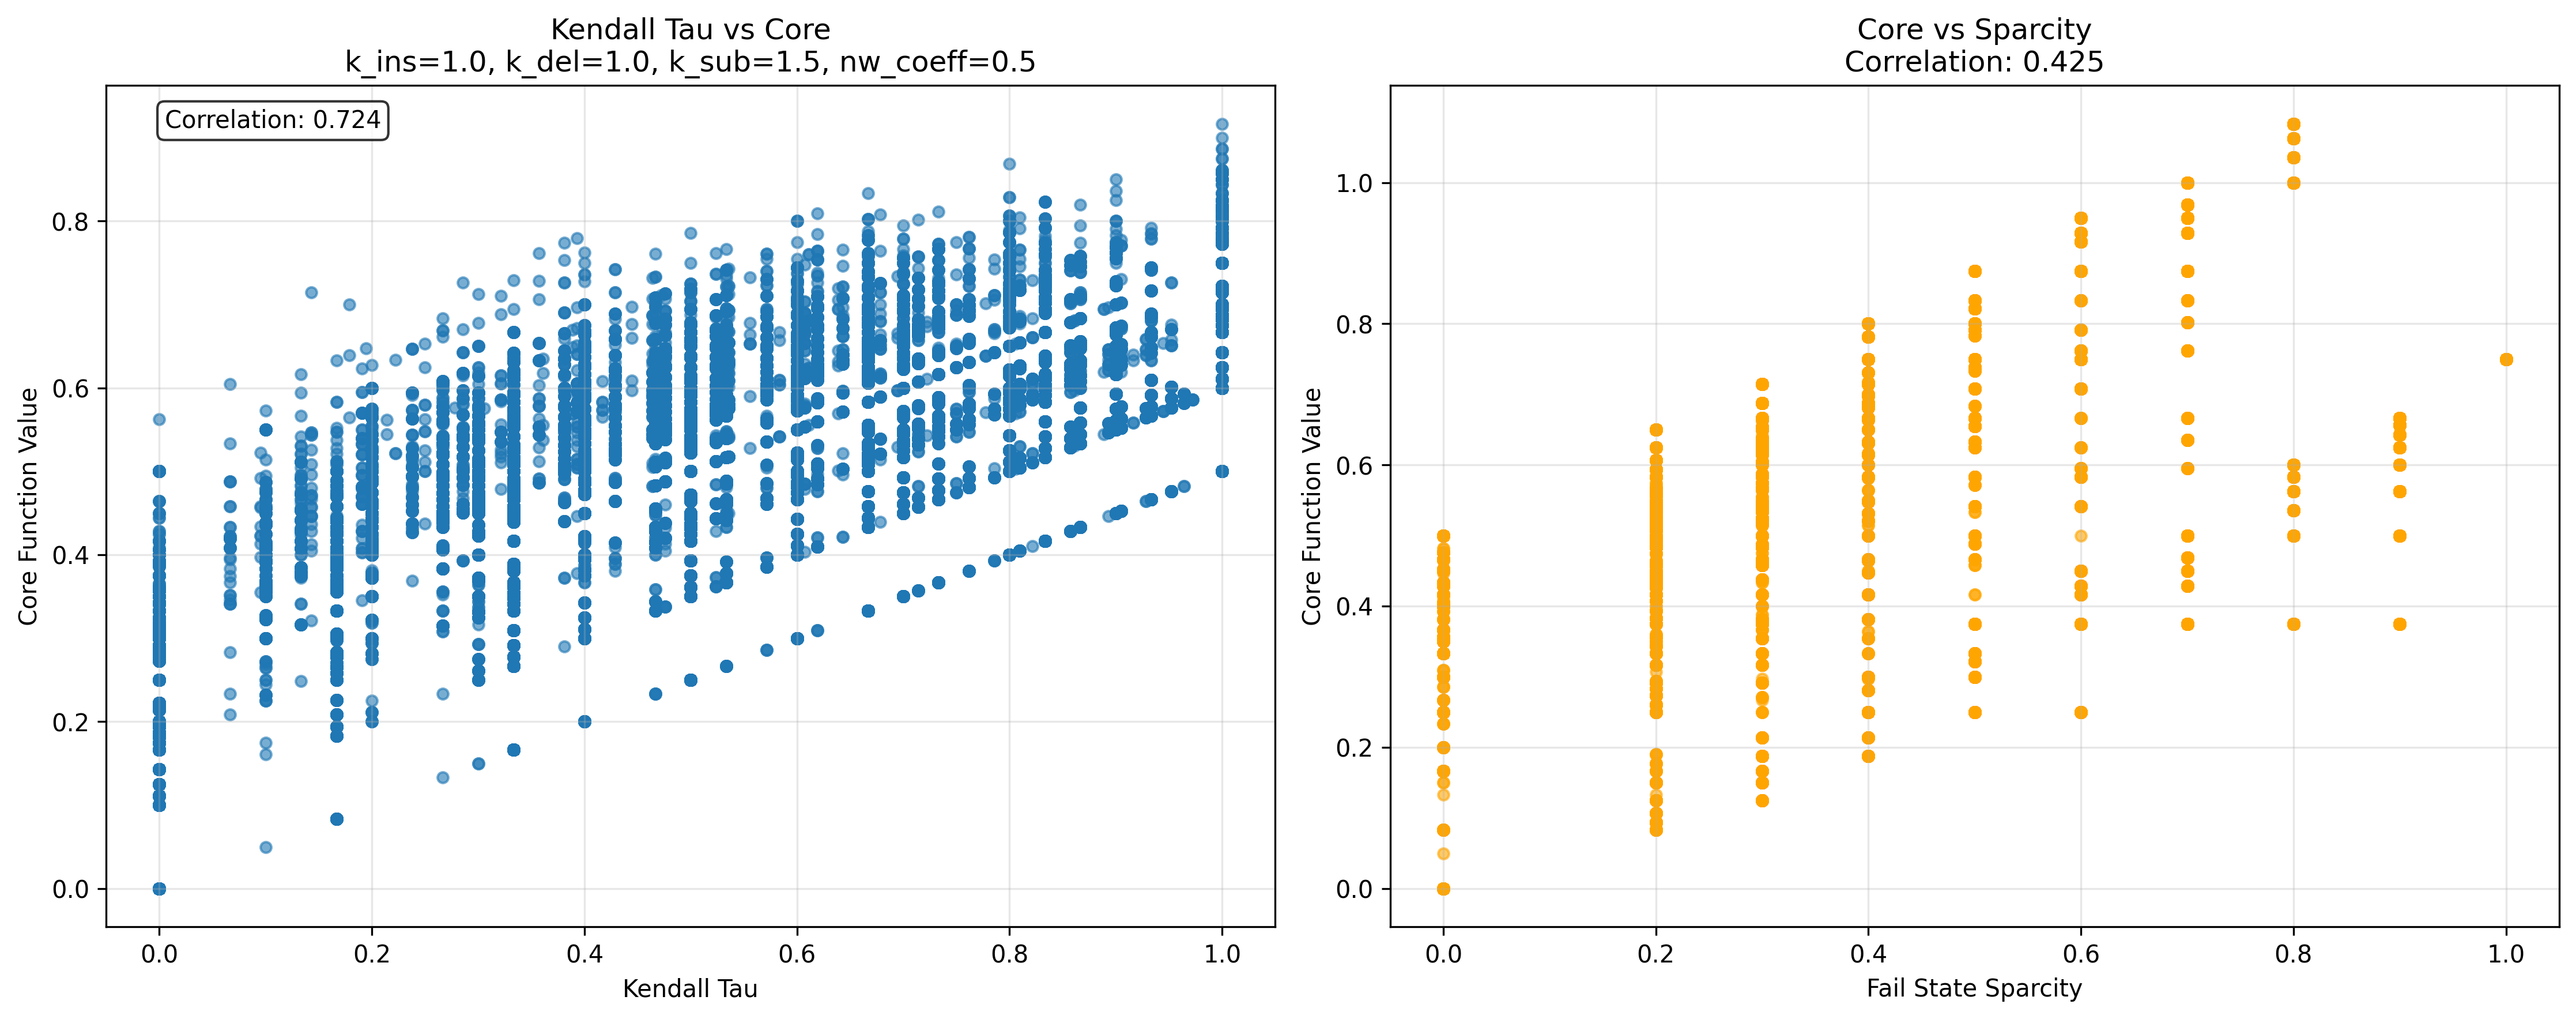 Kendall Tau vs Core
k_ins=1.0, k_del=1.0, k_sub=1.5, nw_coeff=0.5
Correlation: 0.724
0.8
0.6
0.4
0.2
0.0
Core Function Value
0.0 0.2 0.4 0.6 0.8 1.0
Kendall Tau
Core vs Sparcity
Correlation: 0.425
1.0
0.8
0.6
0.4
0.2
0.0
Core Function Value
0.0 0.2 0.4 0.6 0.8 1.0
Fail State Sparcity